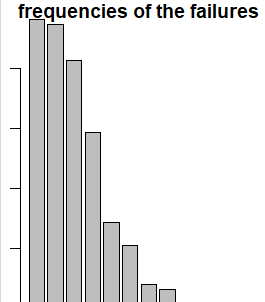 frequencies of the failures